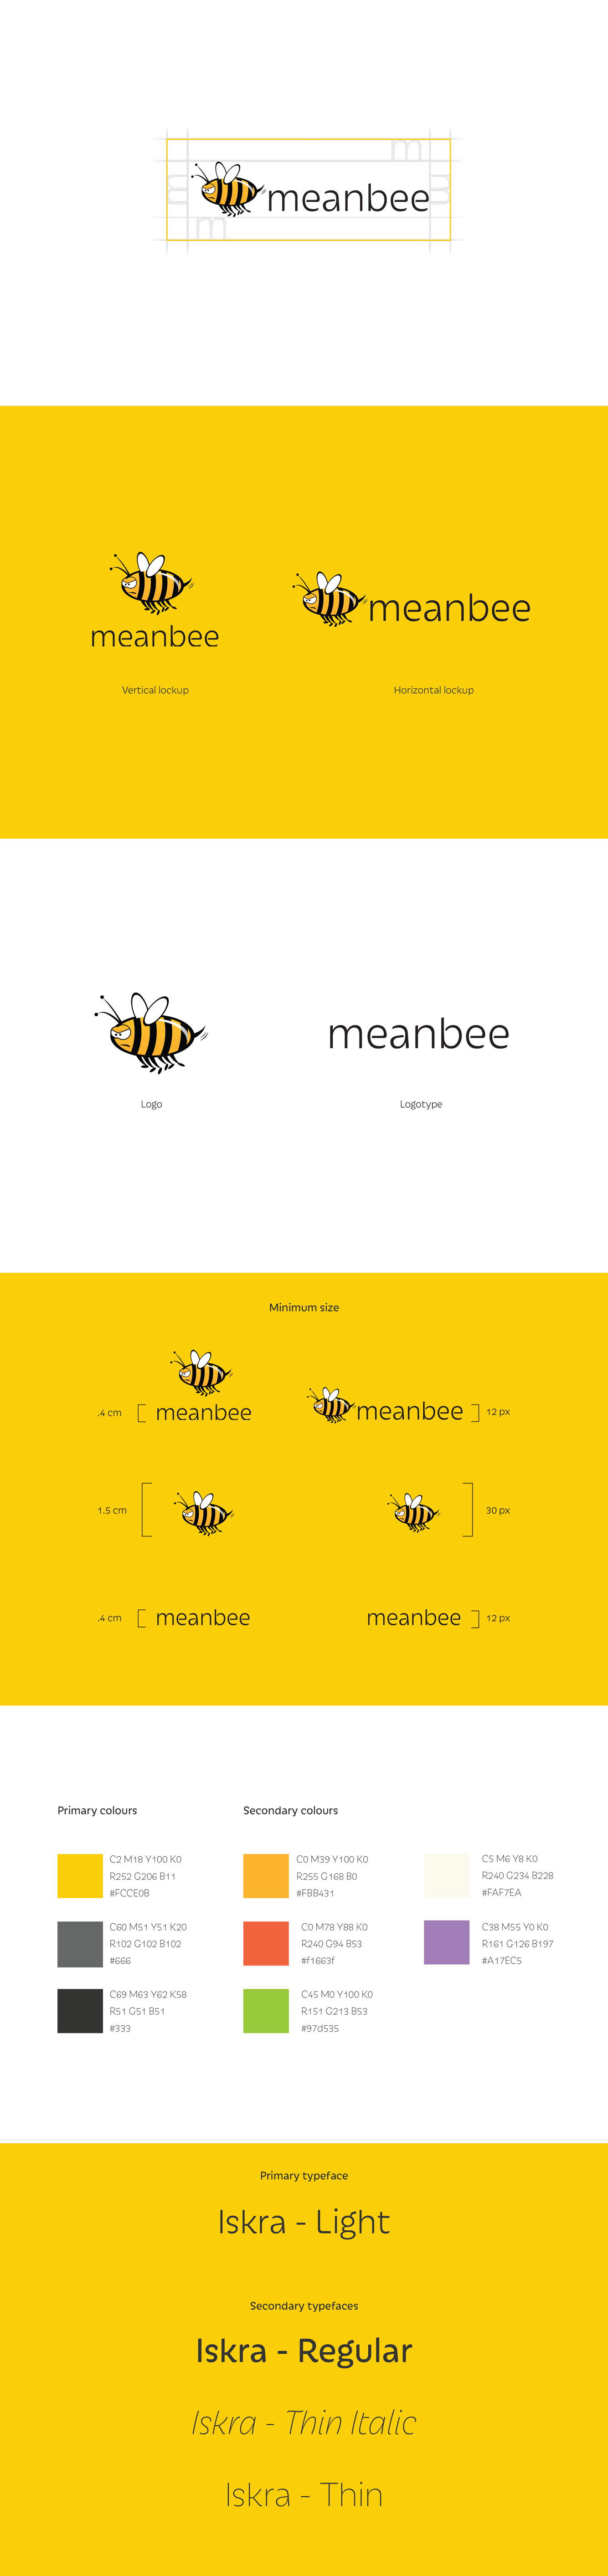 m
m
meanbee
m
m
meanbee
meanbee
Vertical lockup
Horizontal lockup
meanbee
Logo
Logotype
Minimum size
.4 cm
meanbee
meanbee
12 px
1.5 cm
30 px
.4 cm
meanbee
meanbee
12 px
Primary colours
C2 M18 Y100 K0
R252 G206 B11
#FCCE0B
C60 M51 Y51 K20
R102 G102 B102
#666
C69 M63 Y62 K58
R51 G51 B51
#333
Secondary colours
C0 M39 Y100 K0
R255 G168 B0
#FBB431
C0 M78 Y88 K0
R240 G94 B53
#f1663f
C45 M0 Y100 K0
R151 G213 B53
#97d535
C5 M6 Y8 K0
R240 G234 B228
#FAF7EA
C38 M55 Y0 K0
R161 G126 B197
#A17EC5
Primary typeface
Iskra - Light
Secondary typefaces
Iskra - Regular
Iskra - Thin Italic
Iskra - Thin